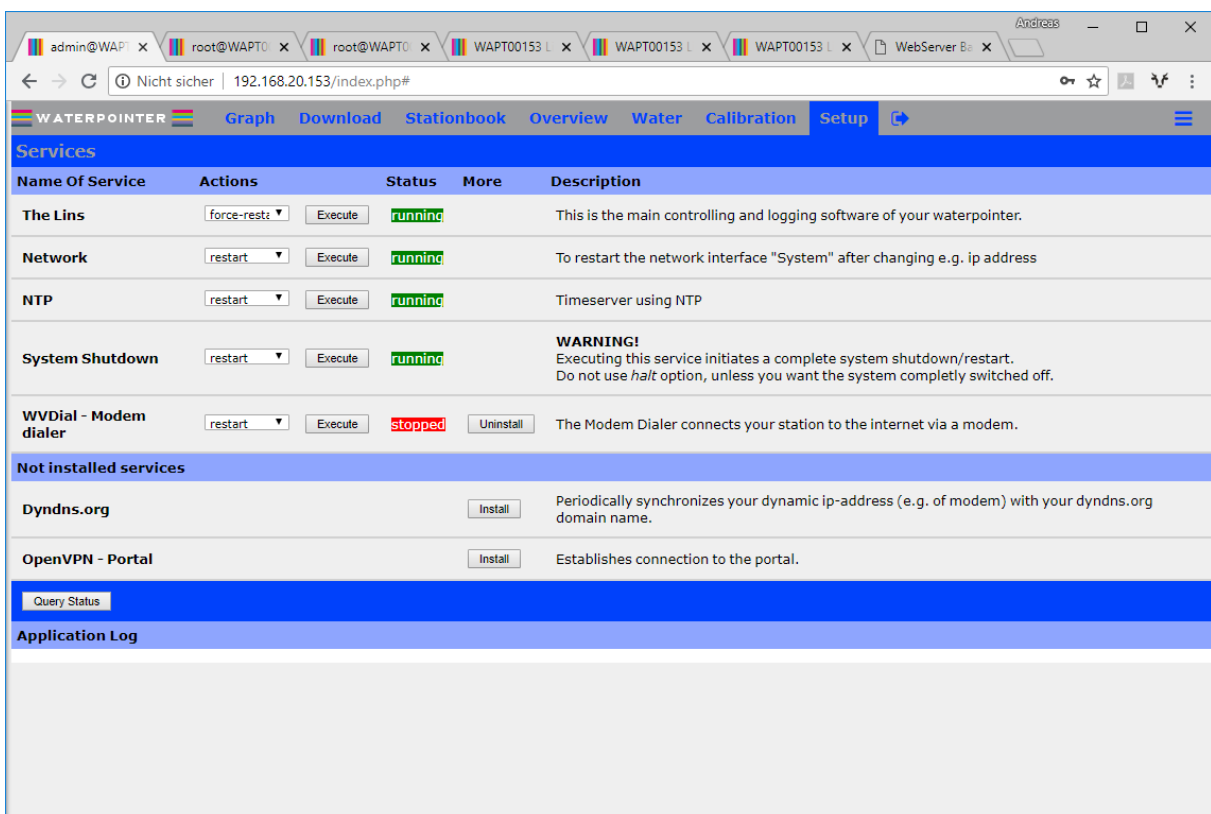 Andreas
admin@WAPT
root@WAPT0
root@WAPT0
WAPT00153 L
WAPT00153 L
WAPT00153 L
WebServer Ba
Nicht sicher | 192.168.20.153/index.php#
WATERPOINTER Graph Download Stationbook Overview Water Calibration Setup
Services
Name Of Service Actions Status More Description
The Lins force-resta Execute running This is the main controlling and logging software of your waterpointer.
Network restart Execute running To restart the network interface "System" after changing e.g. ip address
NTP restart Execute running Timeserver using NTP
System Shutdown restart Execute running WARNING!
Executing this service initiates a complete system shutdown/restart.
Do not use halt option, unless you want the system completly switched off.
WVDial - Modem
dialer restart Execute stopped Uninstall The Modem Dialer connects your station to the internet via a modem.
Not installed services
Dyndns.org Install Periodically synchronizes your dynamic ip-address (e.g. of modem) with your dyndns.org
domain name.
OpenVPN - Portal Install Establishes connection to the portal.
Query Status
Application Log